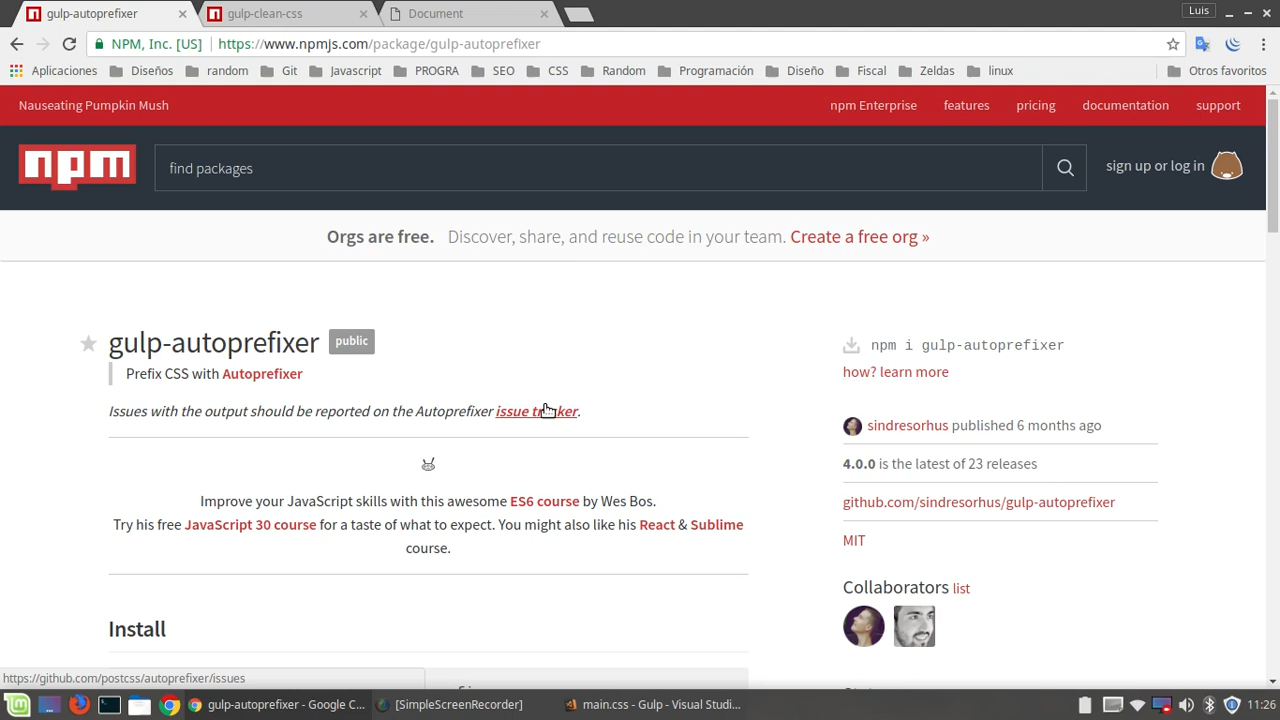 gulp-autoprefixer
gulp-clean-css
Document
Luis
NPM, Inc. [US]
https://www.npmjs.com/package/gulp-autoprefixer
Aplicaciones
Diseños
random
Git
Javascript
PROGRA
SEO
CSS
Random
Programación
Diseño
Fiscal
Zeldas
linux
Otros favoritos
Nauseating Pumpkin Mush
npm Enterprise
features
pricing
documentation
support
npm
find packages
sign up or log in
Orgs are free. Discover, share, and reuse code in your team. Create a free org »
gulp-autoprefixer
public
Prefix CSS with Autoprefixer
Issues with the output should be reported on the Autoprefixer issue tracker.
Improve your JavaScript skills with this awesome ES6 course by Wes Bos.
Try his free JavaScript 30 course for a taste of what to expect. You might also like his React & Sublime
course.
Install
npm i gulp-autoprefixer
how? learn more
sindresorhus published 6 months ago
4.0.0 is the latest of 23 releases
github.com/sindresorhus/gulp-autoprefixer
MIT
Collaborators list
https://github.com/postcss/autoprefixer/issues
gulp-autoprefixer - Google C...
[SimpleScreenRecorder]
main.css - Gulp - Visual Studi...
11:26